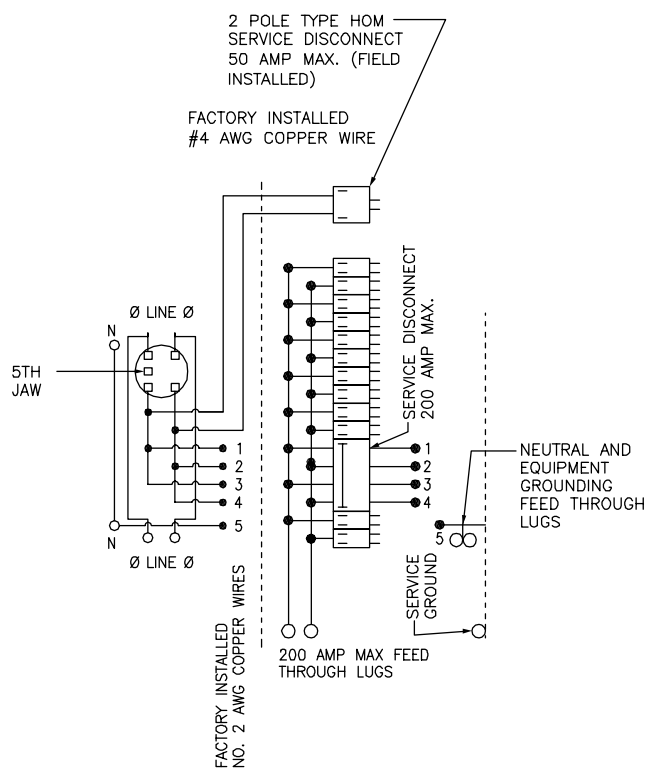 2 POLE TYPE HOM
SERVICE DISCONNECT
50 AMP MAX. (FIELD
INSTALLED)
FACTORY INSTALLED
#4 AWG COPPER WIRE
SERVICE DISCONNECT
200 AMP MAX.
Ø LINE Ø
N
5TH
JAW
1
2
3
4
5
N
Ø LINE Ø
1
2
3
4
NEUTRAL AND
EQUIPMENT
GROUNDING
FEED THROUGH
LUGS
5
SERVICE
GROUND
FACTORY INSTALLED
NO. 2 AWG COPPER WIRES
200 AMP MAX FEED
THROUGH LUGS